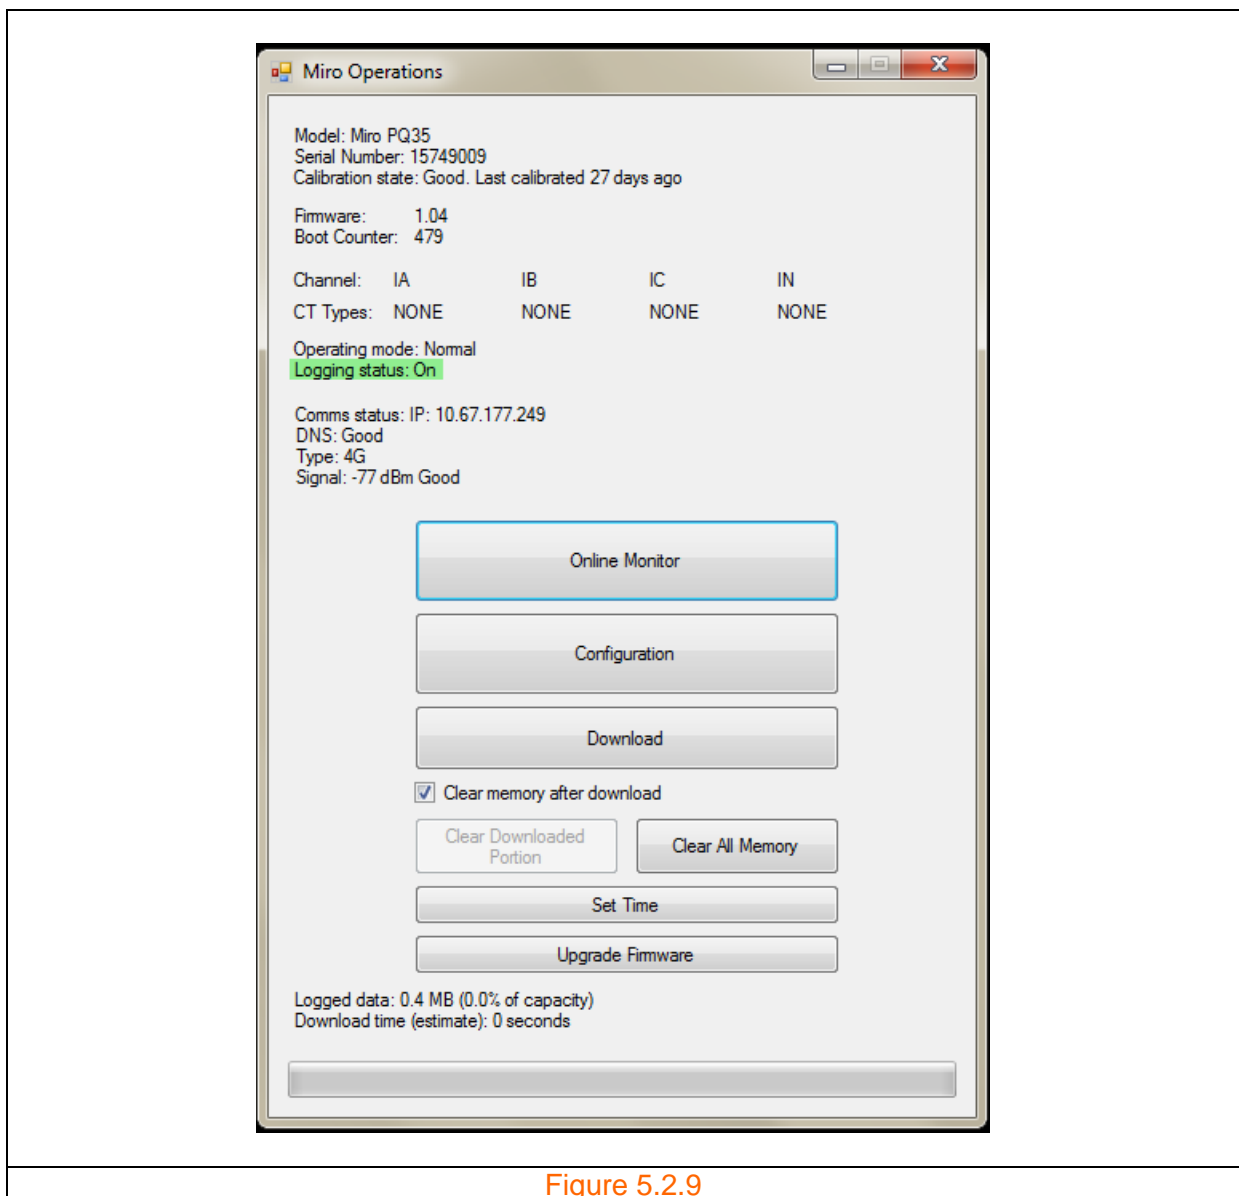 Miro Operations
Model: Miro PQ35
Serial Number: 15749009
Calibration state: Good. Last calibrated 27 days ago
Firmware: 1.04
Boot Counter: 479
Channel: IA IB IC IN
CT Types: NONE NONE NONE NONE
Operating mode: Normal
Logging status: On
Comms status: IP: 10.67.177.249
DNS: Good
Type: 4G
Signal: -77 dBm Good
Online Monitor
Configuration
Download
Clear memory after download
Clear Downloaded
Portion
Clear All Memory
Set Time
Upgrade Firmware
Logged data: 0.4 MB (0.0% of capacity)
Download time (estimate): 0 seconds
Figure 5.2.9